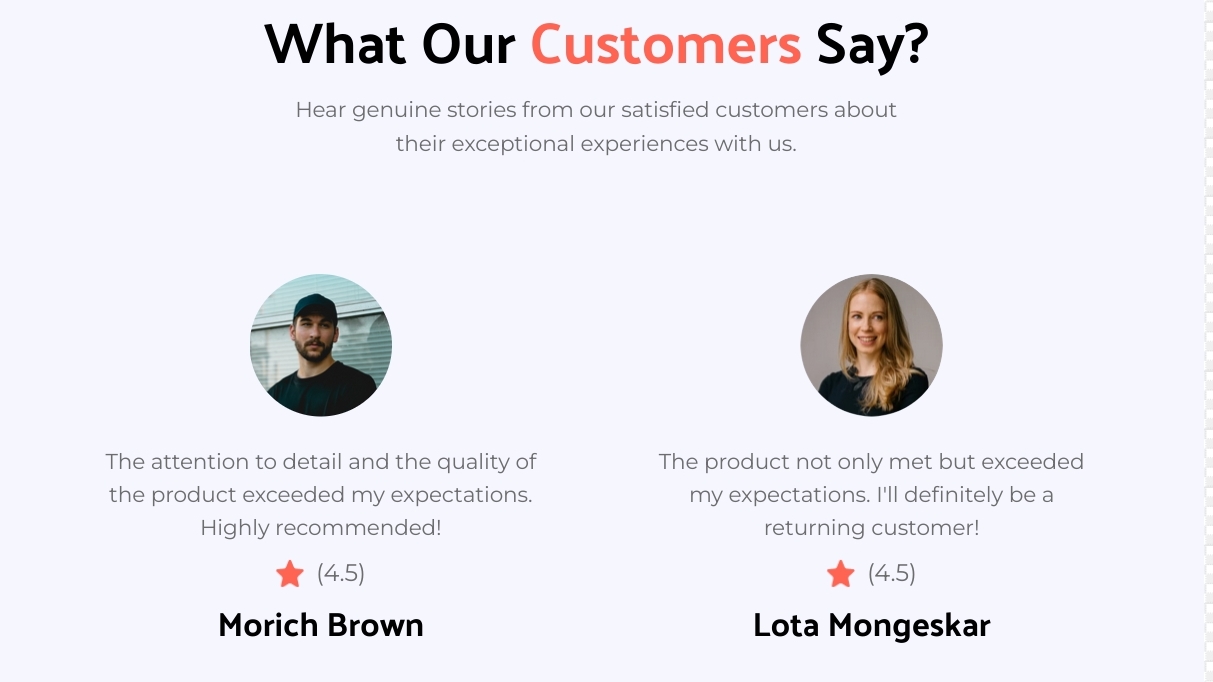 What Our Customers Say?
Hear genuine stories from our satisfied customers about
their exceptional experiences with us.
The attention to detail and the quality of
the product exceeded my expectations.
Highly recommended!
(4.5)
Morich Brown
The product not only met but exceeded
my expectations. I'll definitely be a
returning customer!
(4.5)
Lota Mongeskar